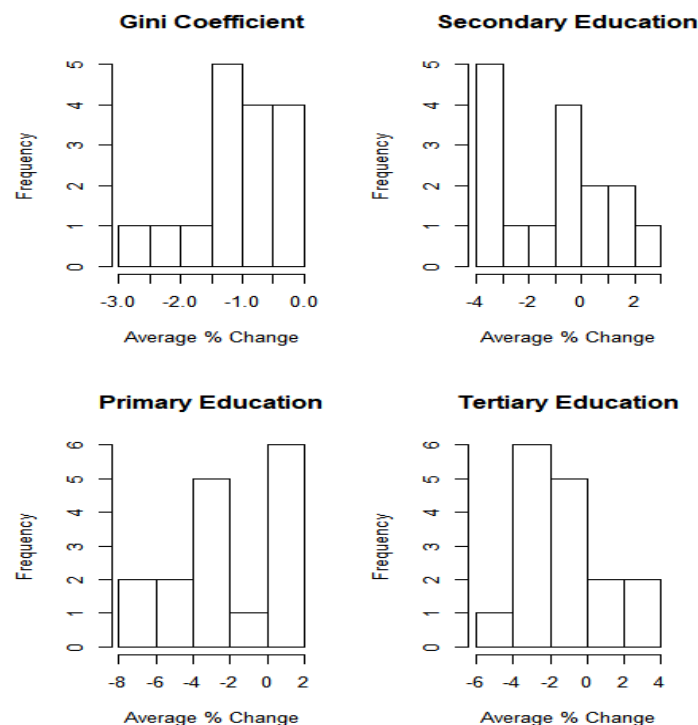 Gini Coefficient
Frequency
0 1 2 3 4 5
-3.0 -2.0 -1.0 0.0
Average % Change
Secondary Education
Frequency
0 1 2 3 4 5
-4 -2 0 2
Average % Change
Primary Education
Frequency
0 1 2 3 4 5 6
-8 -6 -4 -2 0 2
Average % Change
Tertiary Education
Frequency
0 1 2 3 4 5 6
-6 -4 -2 0 2 4
Average % Change